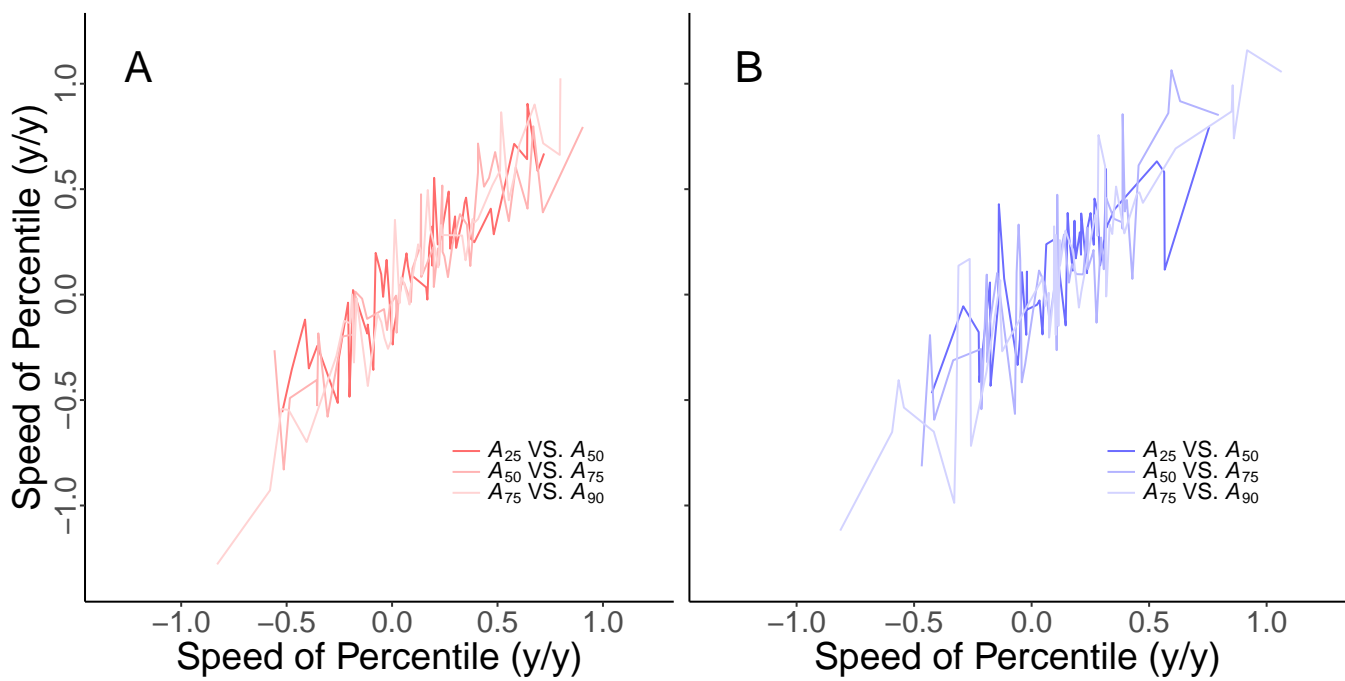 A
B
Speed of Percentile (y/y)
1.0
0.5
0.0
−0.5
−1.0
A25 VS. A50
A50 VS. A75
A75 VS. A90
A25 VS. A50
A50 VS. A75
A75 VS. A90
−1.0 −0.5 0.0 0.5 1.0
−1.0 −0.5 0.0 0.5 1.0
Speed of Percentile (y/y)
Speed of Percentile (y/y)